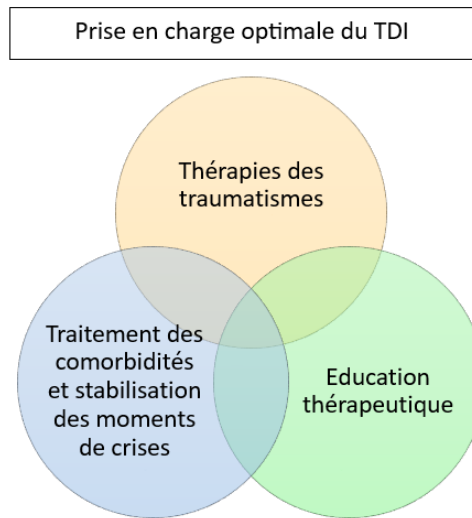 Prise en charge optimale du TDI
Thérapies des
traumatismes
Traitement des
comorbidités
et stabilisation
des moments
de crises
Education
thérapeutique